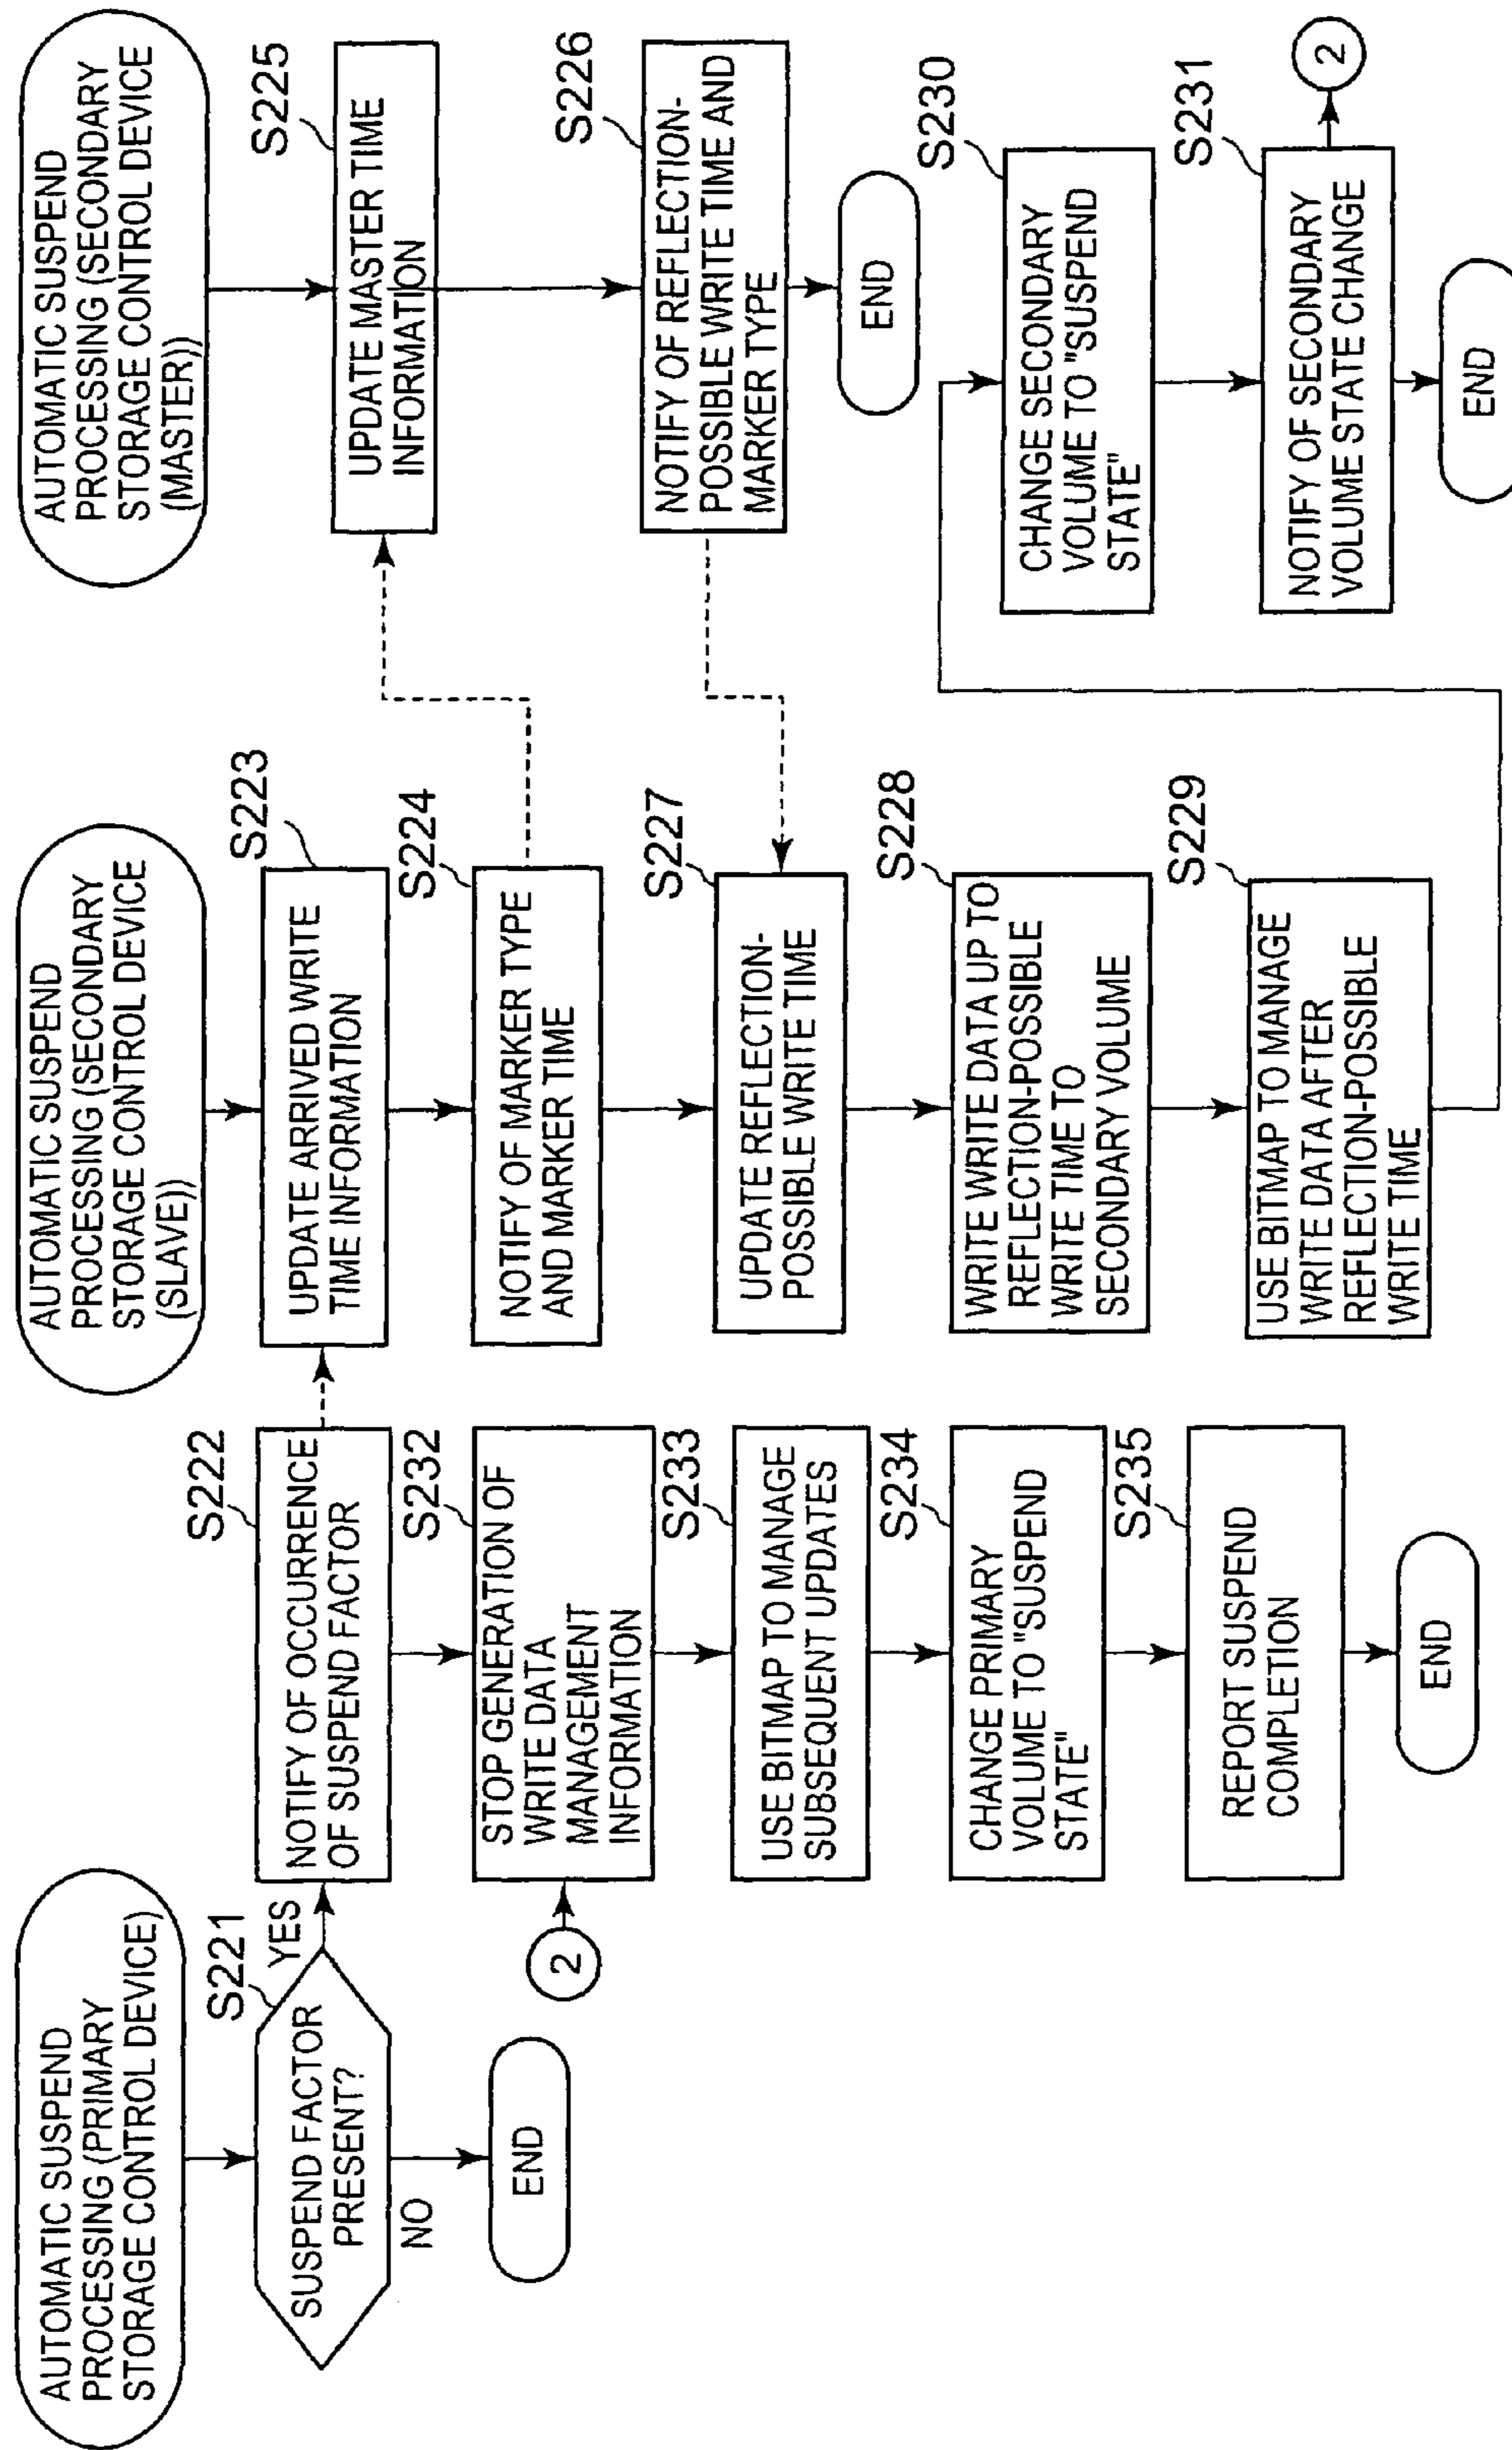 AUTOMATIC SUSPEND
PROCESSING (PRIMARY
STORAGE CONTROL DEVICE)
S221
SUSPEND FACTOR
PRESENT?
YES
NO
END
S222
NOTIFY OF OCCURRENCE
OF SUSPEND FACTOR
2
S232
STOP GENERATION OF
WRITE DATA
MANAGEMENT
INFORMATION
S233
USE BITMAP TO MANAGE
SUBSEQUENT UPDATES
S234
CHANGE PRIMARY
VOLUME TO "SUSPEND
STATE"
S235
REPORT SUSPEND
COMPLETION
END
AUTOMATIC SUSPEND
PROCESSING (SECONDARY
STORAGE CONTROL DEVICE
(SLAVE))
S223
UPDATE ARRIVED WRITE
TIME INFORMATION
S224
NOTIFY OF MARKER TYPE
AND MARKER TIME
S227
UPDATE REFLECTION-
POSSIBLE WRITE TIME
S228
WRITE WRITE DATA UP TO
REFLECTION-POSSIBLE
WRITE TIME TO
SECONDARY VOLUME
S229
USE BITMAP TO MANAGE
WRITE DATA AFTER
REFLECTION-POSSIBLE
WRITE TIME
AUTOMATIC SUSPEND
PROCESSING (SECONDARY
STORAGE CONTROL DEVICE
(MASTER))
S225
UPDATE MASTER TIME
INFORMATION
S226
NOTIFY OF REFLECTION-
POSSIBLE WRITE TIME AND
MARKER TYPE
END
S230
CHANGE SECONDARY
VOLUME TO "SUSPEND
STATE"
S231
NOTIFY OF SECONDARY
VOLUME STATE CHANGE
2
END